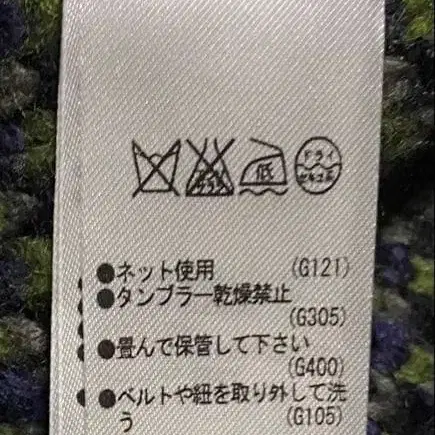 低
ドライ
セキユ系
●ネット使用 (G121)
●タンブラー乾燥禁止
(G305)
●畳んで保管して下さい
(G400)
●ベルトや紐を取り外して洗
う (G105)